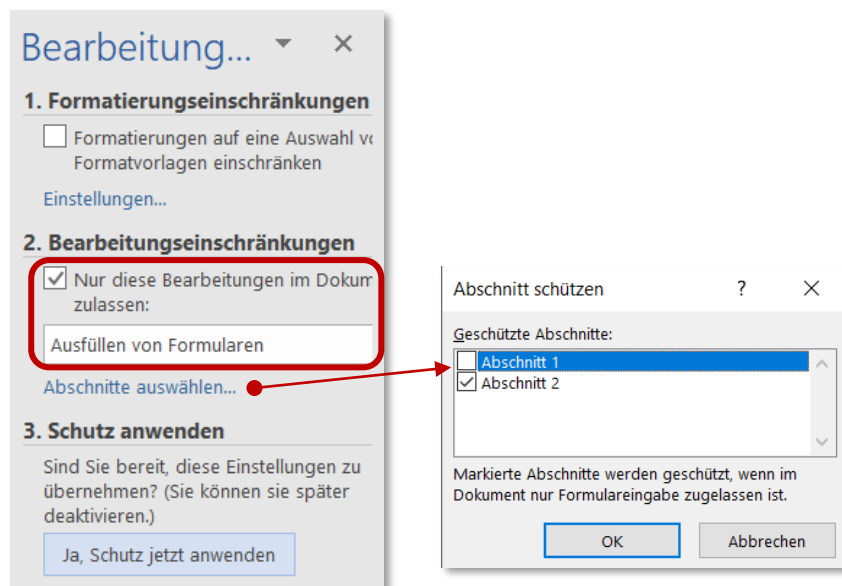 Bearbeitung...
1. Formatierungseinschränkungen
Formatierungen auf eine Auswahl vo
Formatvorlagen einschränken
Einstellungen...
2. Bearbeitungseinschränkungen
Nur diese Bearbeitungen im Dokum
zulassen:
Ausfüllen von Formularen
Abschnitte auswählen...
3. Schutz anwenden
Sind Sie bereit, diese Einstellungen zu
übernehmen? (Sie können sie später
deaktivieren.)
Ja, Schutz jetzt anwenden
Abschnitt schützen ?
Geschützte Abschnitte:
Abschnitt 1
Abschnitt 2
Markierte Abschnitte werden geschützt, wenn im
Dokument nur Formulareingabe zugelassen ist.
OK Abbrechen